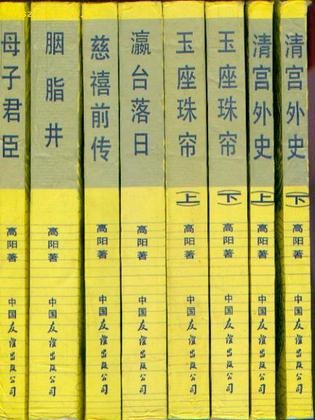 母子君臣
高阳著
中国友谊出版公司
胭脂井
高阳著
中国友谊出版公司
慈禧前传
高阳著
中国友谊出版公司
瀛台落日
高阳著
中国友谊出版公司
玉座珠帘
(上)
高阳著
中国友谊出版公司
玉座珠帘
(下)
高阳著
中国友谊出版公司
清宫外史
(上)
高阳著
中国友谊出版公司
清宫外史
(下)
高阳著
中国友谊出版公司